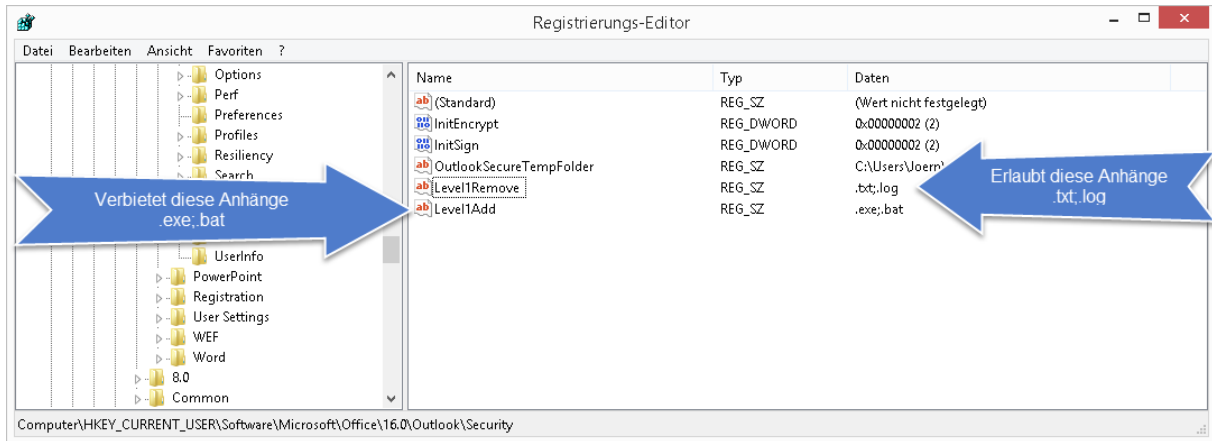 Registrierungs-Editor
Datei Bearbeiten Ansicht Favoriten ?
Options
Perf
Preferences
Profiles
Resiliency
Search
UserInfo
PowerPoint
Registration
User Settings
WEF
Word
8.0
Common
Verbietet diese Anhänge
.exe;.bat
Name Typ Daten
(Standard) REG_SZ (Wert nicht festgelegt)
InitEncrypt REG_DWORD 0x00000002 (2)
InitSign REG_DWORD 0x00000002 (2)
OutlookSecureTempFolder REG_SZ C:\Users\Joern\
Level1Remove REG_SZ .txt;.log
Level1Add REG_SZ .exe;.bat
Erlaubt diese Anhänge
.txt;.log
Computer\HKEY_CURRENT_USER\Software\Microsoft\Office\16.0\Outlook\Security